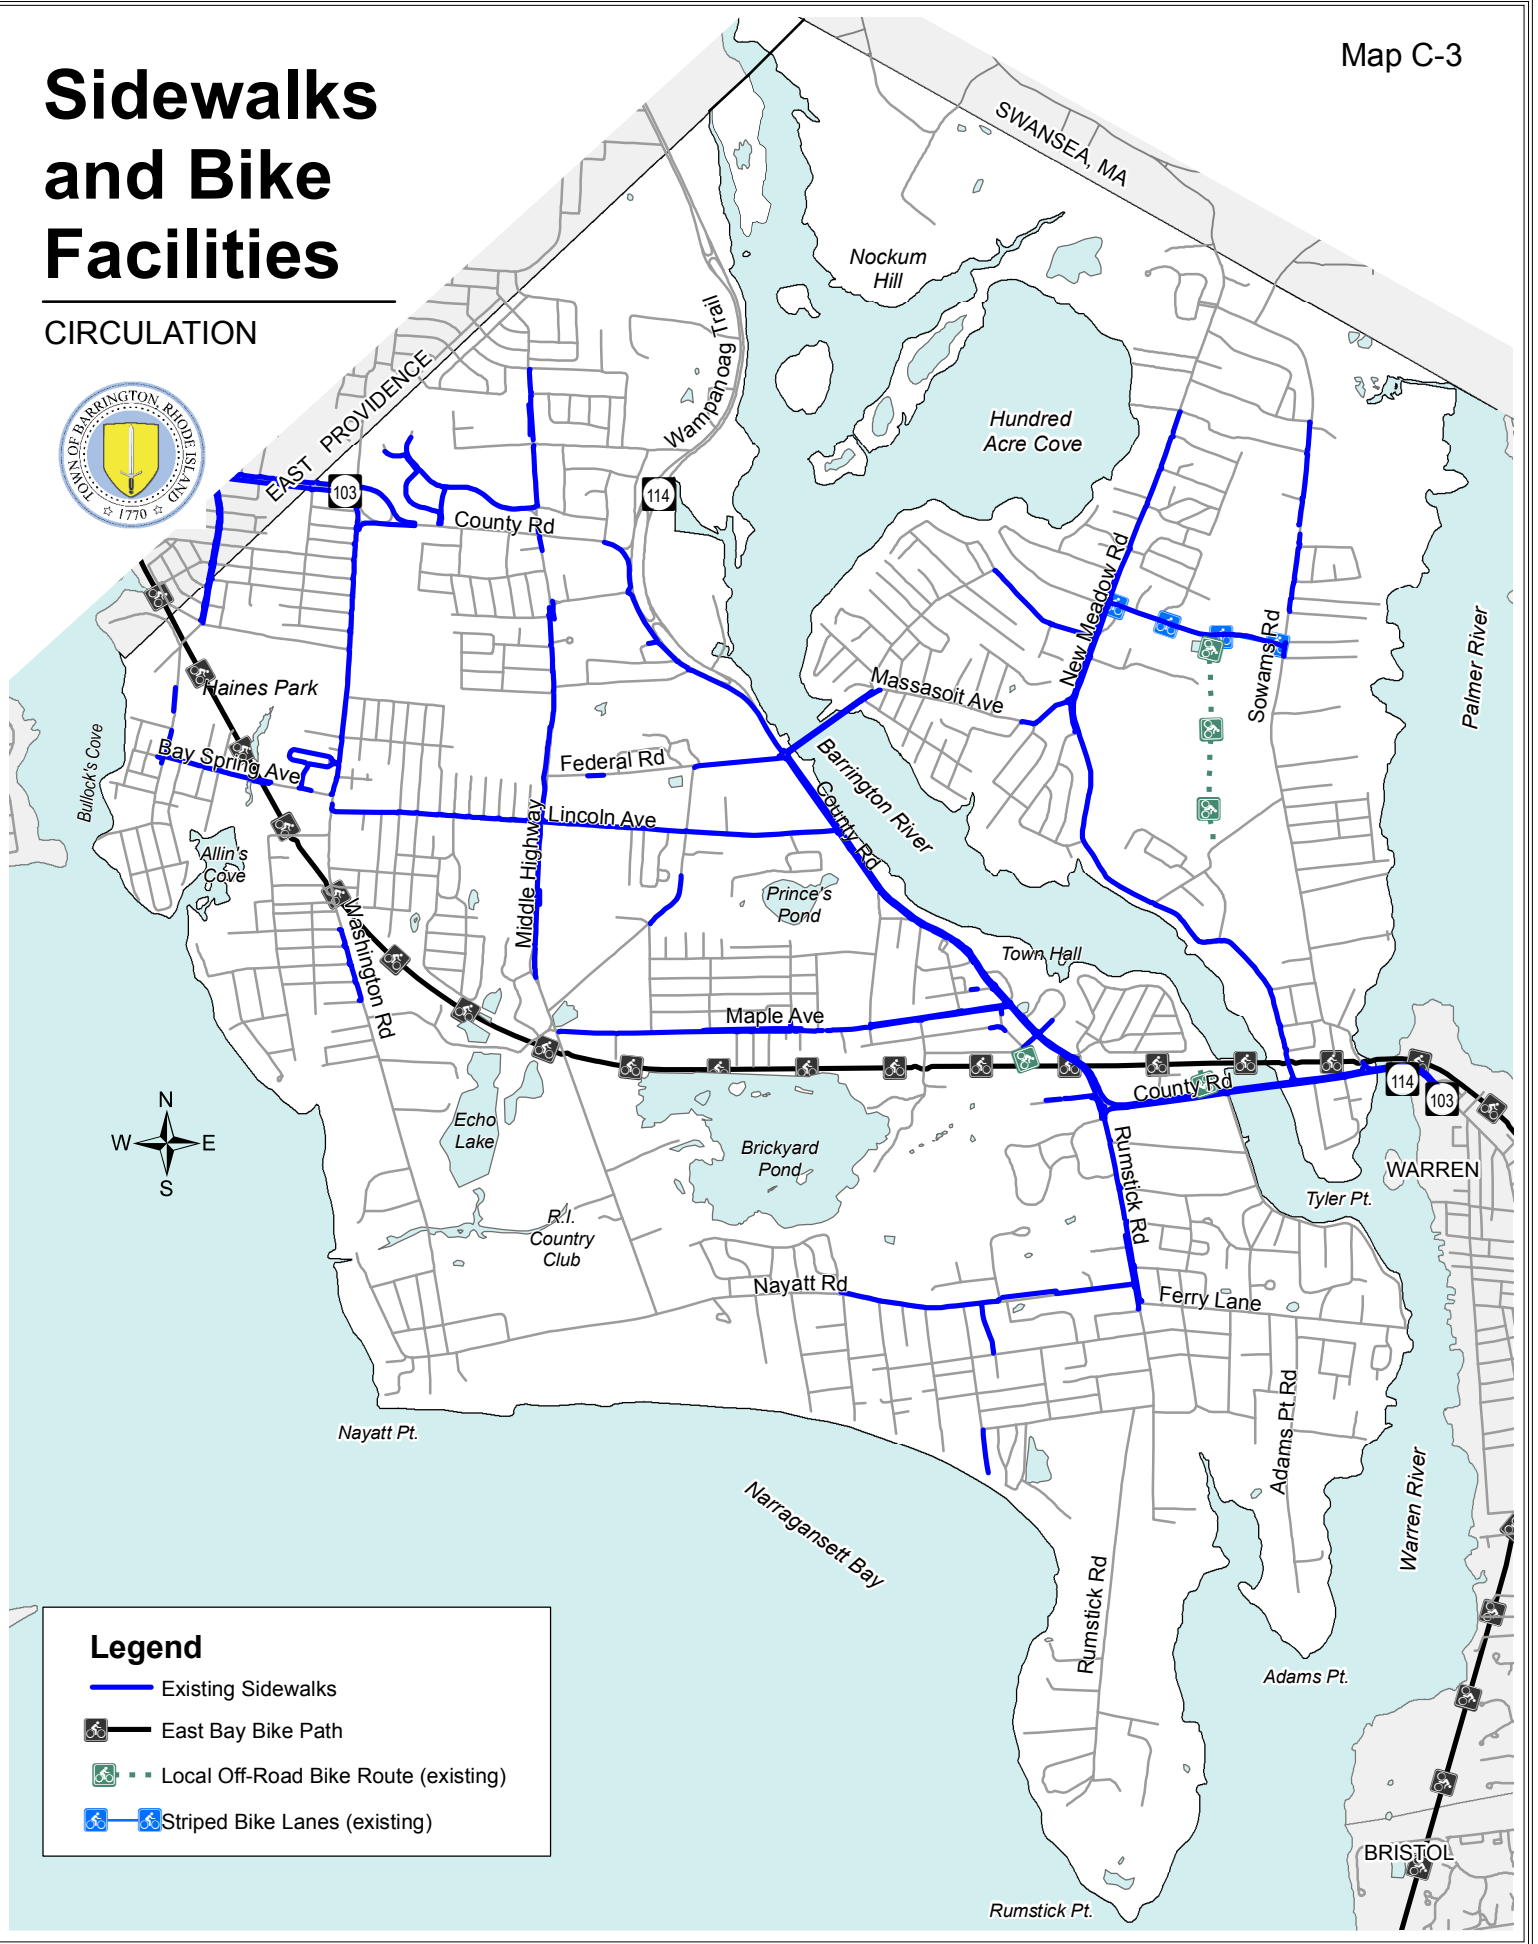 Map C-3
Sidewalks
and Bike
Facilities
CIRCULATION
TOWN OF BARRINGTON, RHODE ISLAND
☆ 1770 ☆
SWANSEA, MA
Nockum
Hill
Wampanoag Trail
EAST PROVIDENCE
Hundred
Acre Cove
103
114
County Rd
New Meadow Rd
Sowams Rd
Palmer River
Haines Park
Massasoit Ave
Bullock's Cove
Bay Spring Ave
Federal Rd
Barrington River
County Rd
Lincoln Ave
Middle Highway
Allin's
Cove
Prince's
Pond
Washington Rd
Town Hall
Maple Ave
County Rd
114
103
N
W
E
S
Echo
Lake
Brickyard
Pond
Rumstick Rd
WARREN
Tyler Pt.
R.I.
Country
Club
Nayatt Rd
Ferry Lane
Adams Pt Rd
Nayatt Pt.
Narragansett Bay
Warren River
Rumstick Rd
Adams Pt.
Legend
Existing Sidewalks
East Bay Bike Path
Local Off-Road Bike Route (existing)
Striped Bike Lanes (existing)
BRISTOL
Rumstick Pt.